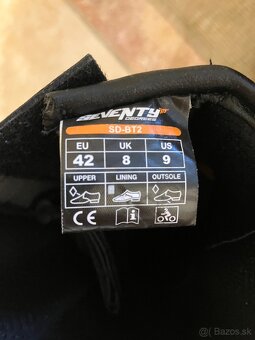 SEVENTY
DEGREES
SD-BT2
EU UK US
42 8 9
UPPER LINING OUTSOLE
CE i
Bazos.sk